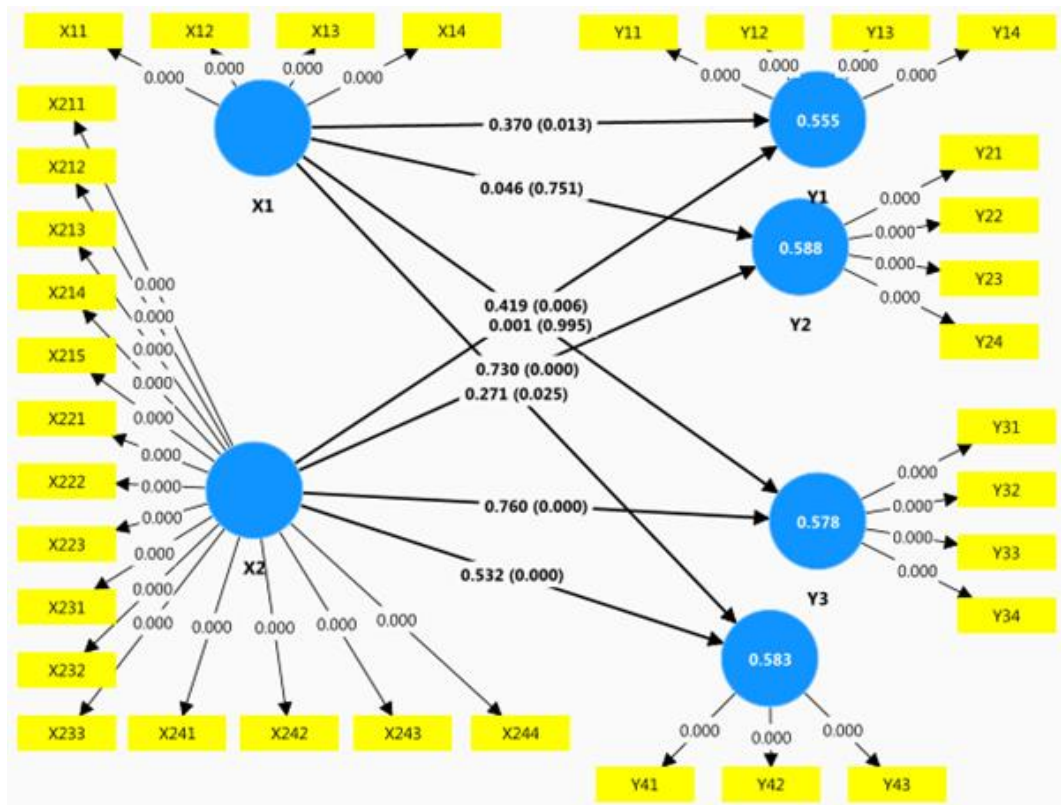 X11
X12
X13
X14
Y11
Y12
Y13
Y14
0.000
0.000
0.000
0.000
0.000
0.000
0.000
0.000
X211
0.370 (0.013)
0.555
X212
Y21
0.046 (0.751)
0.000
X1
Y1
X213
Y22
0.000
0.588
0.000
Y23
0.000
X214
0.000
0.000
0.419 (0.006)
0.000
0.001 (0.995)
Y2
Y24
X215
0.000
0.730 (0.000)
0.000
0.271 (0.025)
X221
0.000
Y31
0.000
0.000
X222
0.000
Y32
0.760 (0.000)
0.000
0.000
0.578
X223
0.000
Y33
0.000
X2
0.532 (0.000)
0.000
X231
0.000
Y3
Y34
0.000
0.000
0.000
0.000
0.000
X232
0.583
X233
X241
X242
X243
X244
0.000
0.000
0.000
Y41
Y42
Y43